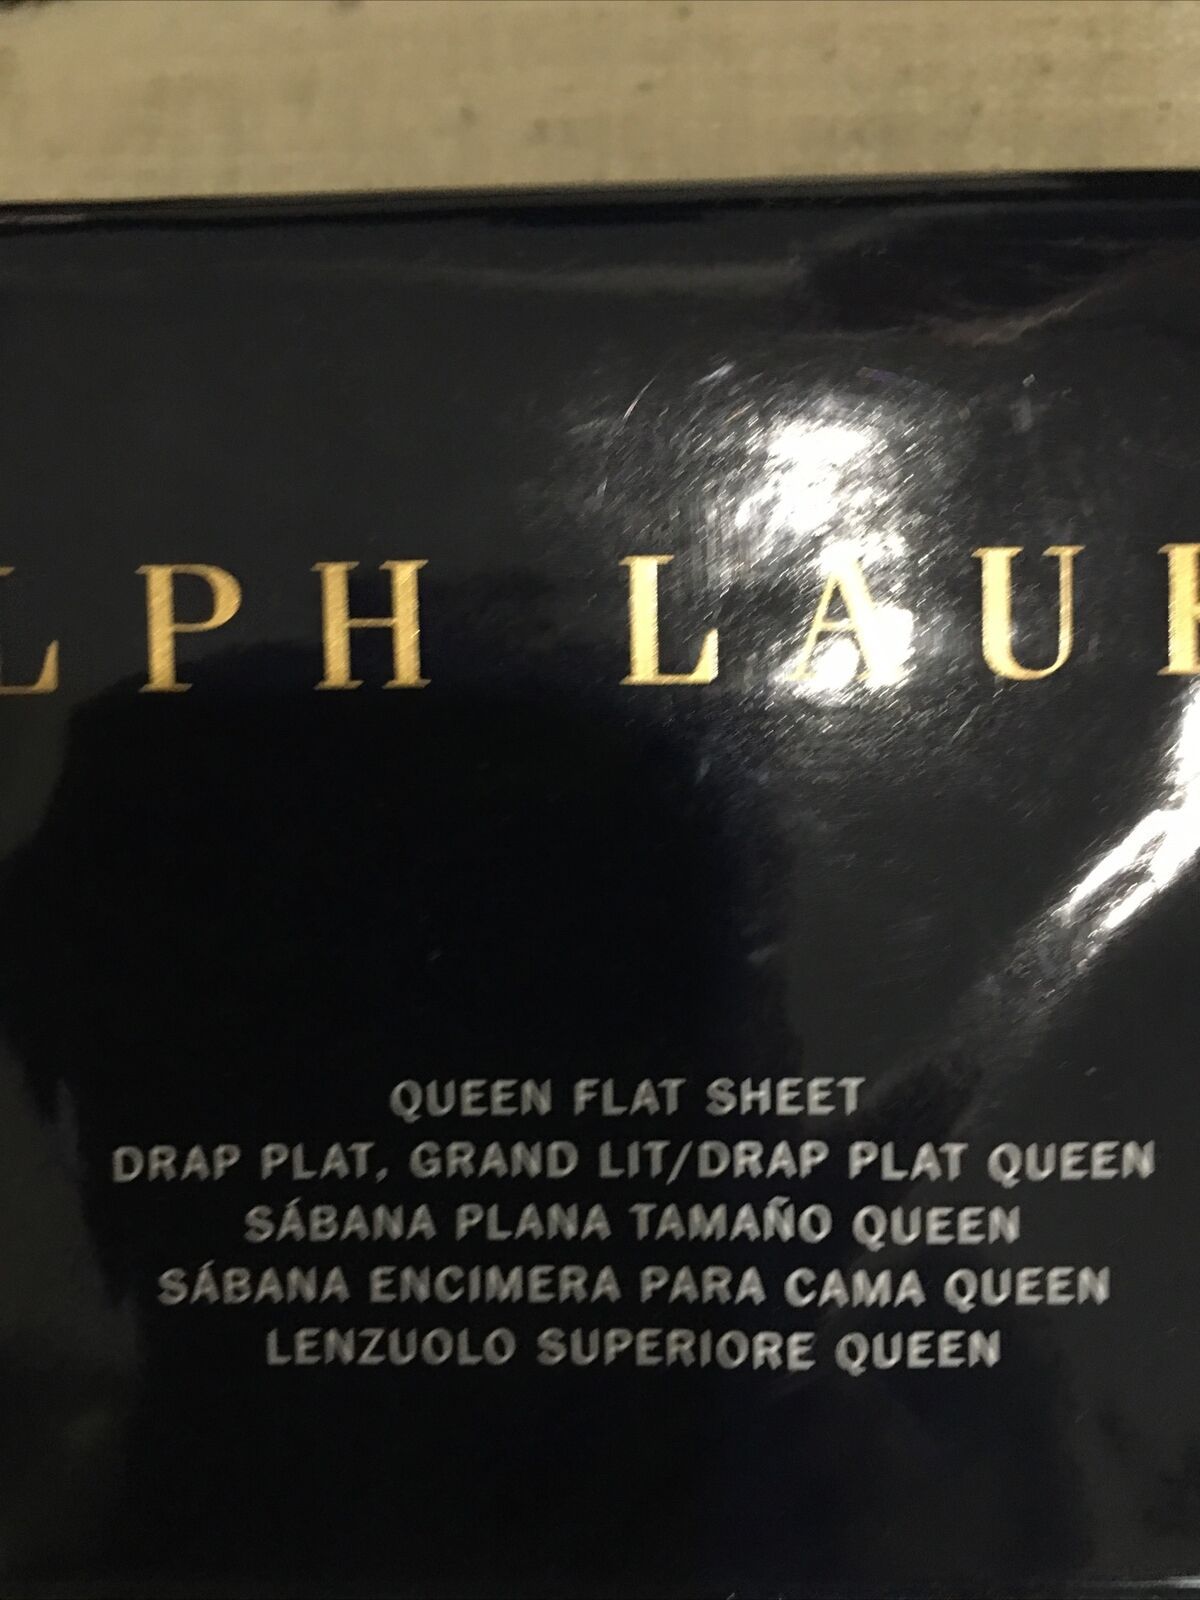 LPH LAU
QUEEN FLAT SHEET
DRAP PLAT, GRAND LIT/DRAP PLAT QUEEN
SÁBANA PLANA TAMAÑO QUEEN
SÁBANA ENCIMERA PARA CAMA QUEEN
LENZUOLO SUPERIORE QUEEN